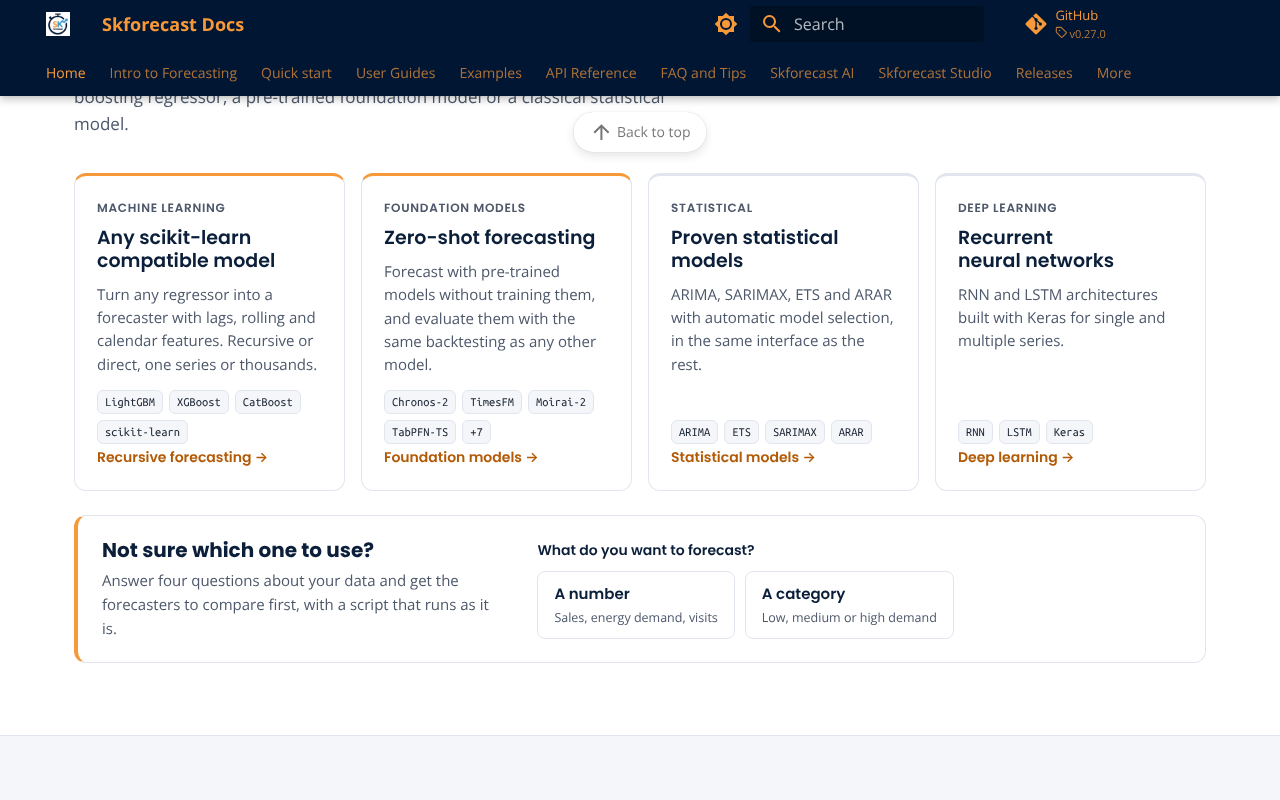 Skforecast Docs
Search
GitHub
v0.27.0
Home
Intro to Forecasting
Quick start
User Guides
Examples
API Reference
FAQ and Tips
Skforecast AI
Skforecast Studio
Releases
More
boosting regressor, a pre-trained foundation model or a classical statistical
model.
Back to top
MACHINE LEARNING
Any scikit-learn
compatible model
Turn any regressor into a
forecaster with lags, rolling and
calendar features. Recursive or
direct, one series or thousands.
LightGBM
XGBoost
CatBoost
scikit-learn
Recursive forecasting →
FOUNDATION MODELS
Zero-shot forecasting
Forecast with pre-trained
models without training them,
and evaluate them with the
same backtesting as any other
model.
Chronos-2
TimesFM
Moirai-2
TabPFN-TS
+7
Foundation models →
STATISTICAL
Proven statistical
models
ARIMA, SARIMAX, ETS and ARAR
with automatic model selection,
in the same interface as the
rest.
ARIMA
ETS
SARIMAX
ARAR
Statistical models →
DEEP LEARNING
Recurrent
neural networks
RNN and LSTM architectures
built with Keras for single and
multiple series.
RNN
LSTM
Keras
Deep learning →
Not sure which one to use?
Answer four questions about your data and get the
forecasters to compare first, with a script that runs as it
is.
What do you want to forecast?
A number
Sales, energy demand, visits
A category
Low, medium or high demand